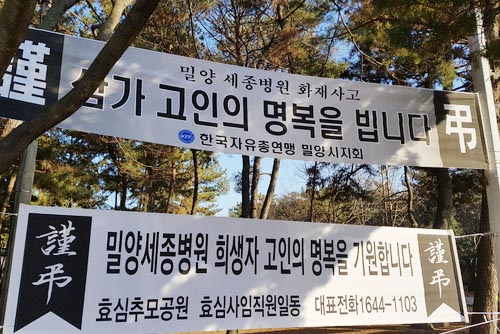 謹
밀양 세종병원 화재사고
삼가 고인의 명복을 빕니다
弔
한국자유총연맹 밀양시지회
謹弔
밀양세종병원 희생자 고인의 명복을 기원합니다
謹弔
효심추모공원 효심사임직원일동 대표전화1644-1103